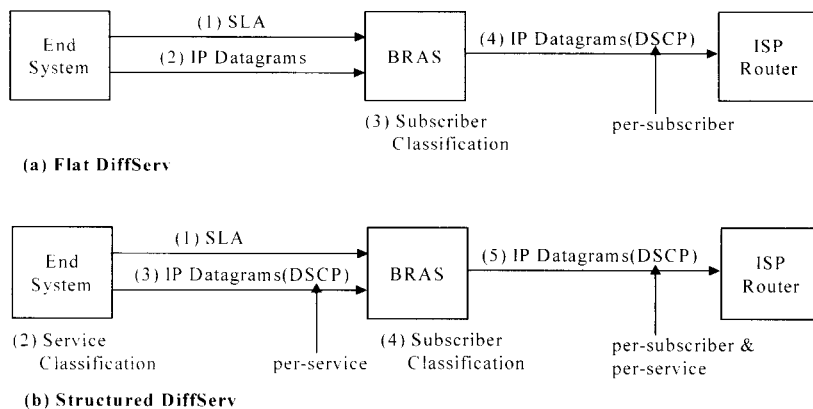 (1) SLA
End
System
(2) IP Datagrams
BRAS
(4) IP Datagrams(DSCP)
ISP
Router
(3) Subscriber
Classification
per-subscriber
(a) Flat DiffServ
(1) SLA
End
System
(3) IP Datagrams(DSCP)
BRAS
(5) IP Datagrams(DSCP)
ISP
Router
(2) Service
Classification
per-service
(4) Subscriber
Classification
per-subscriber &
per-service
(b) Structured DiffServ